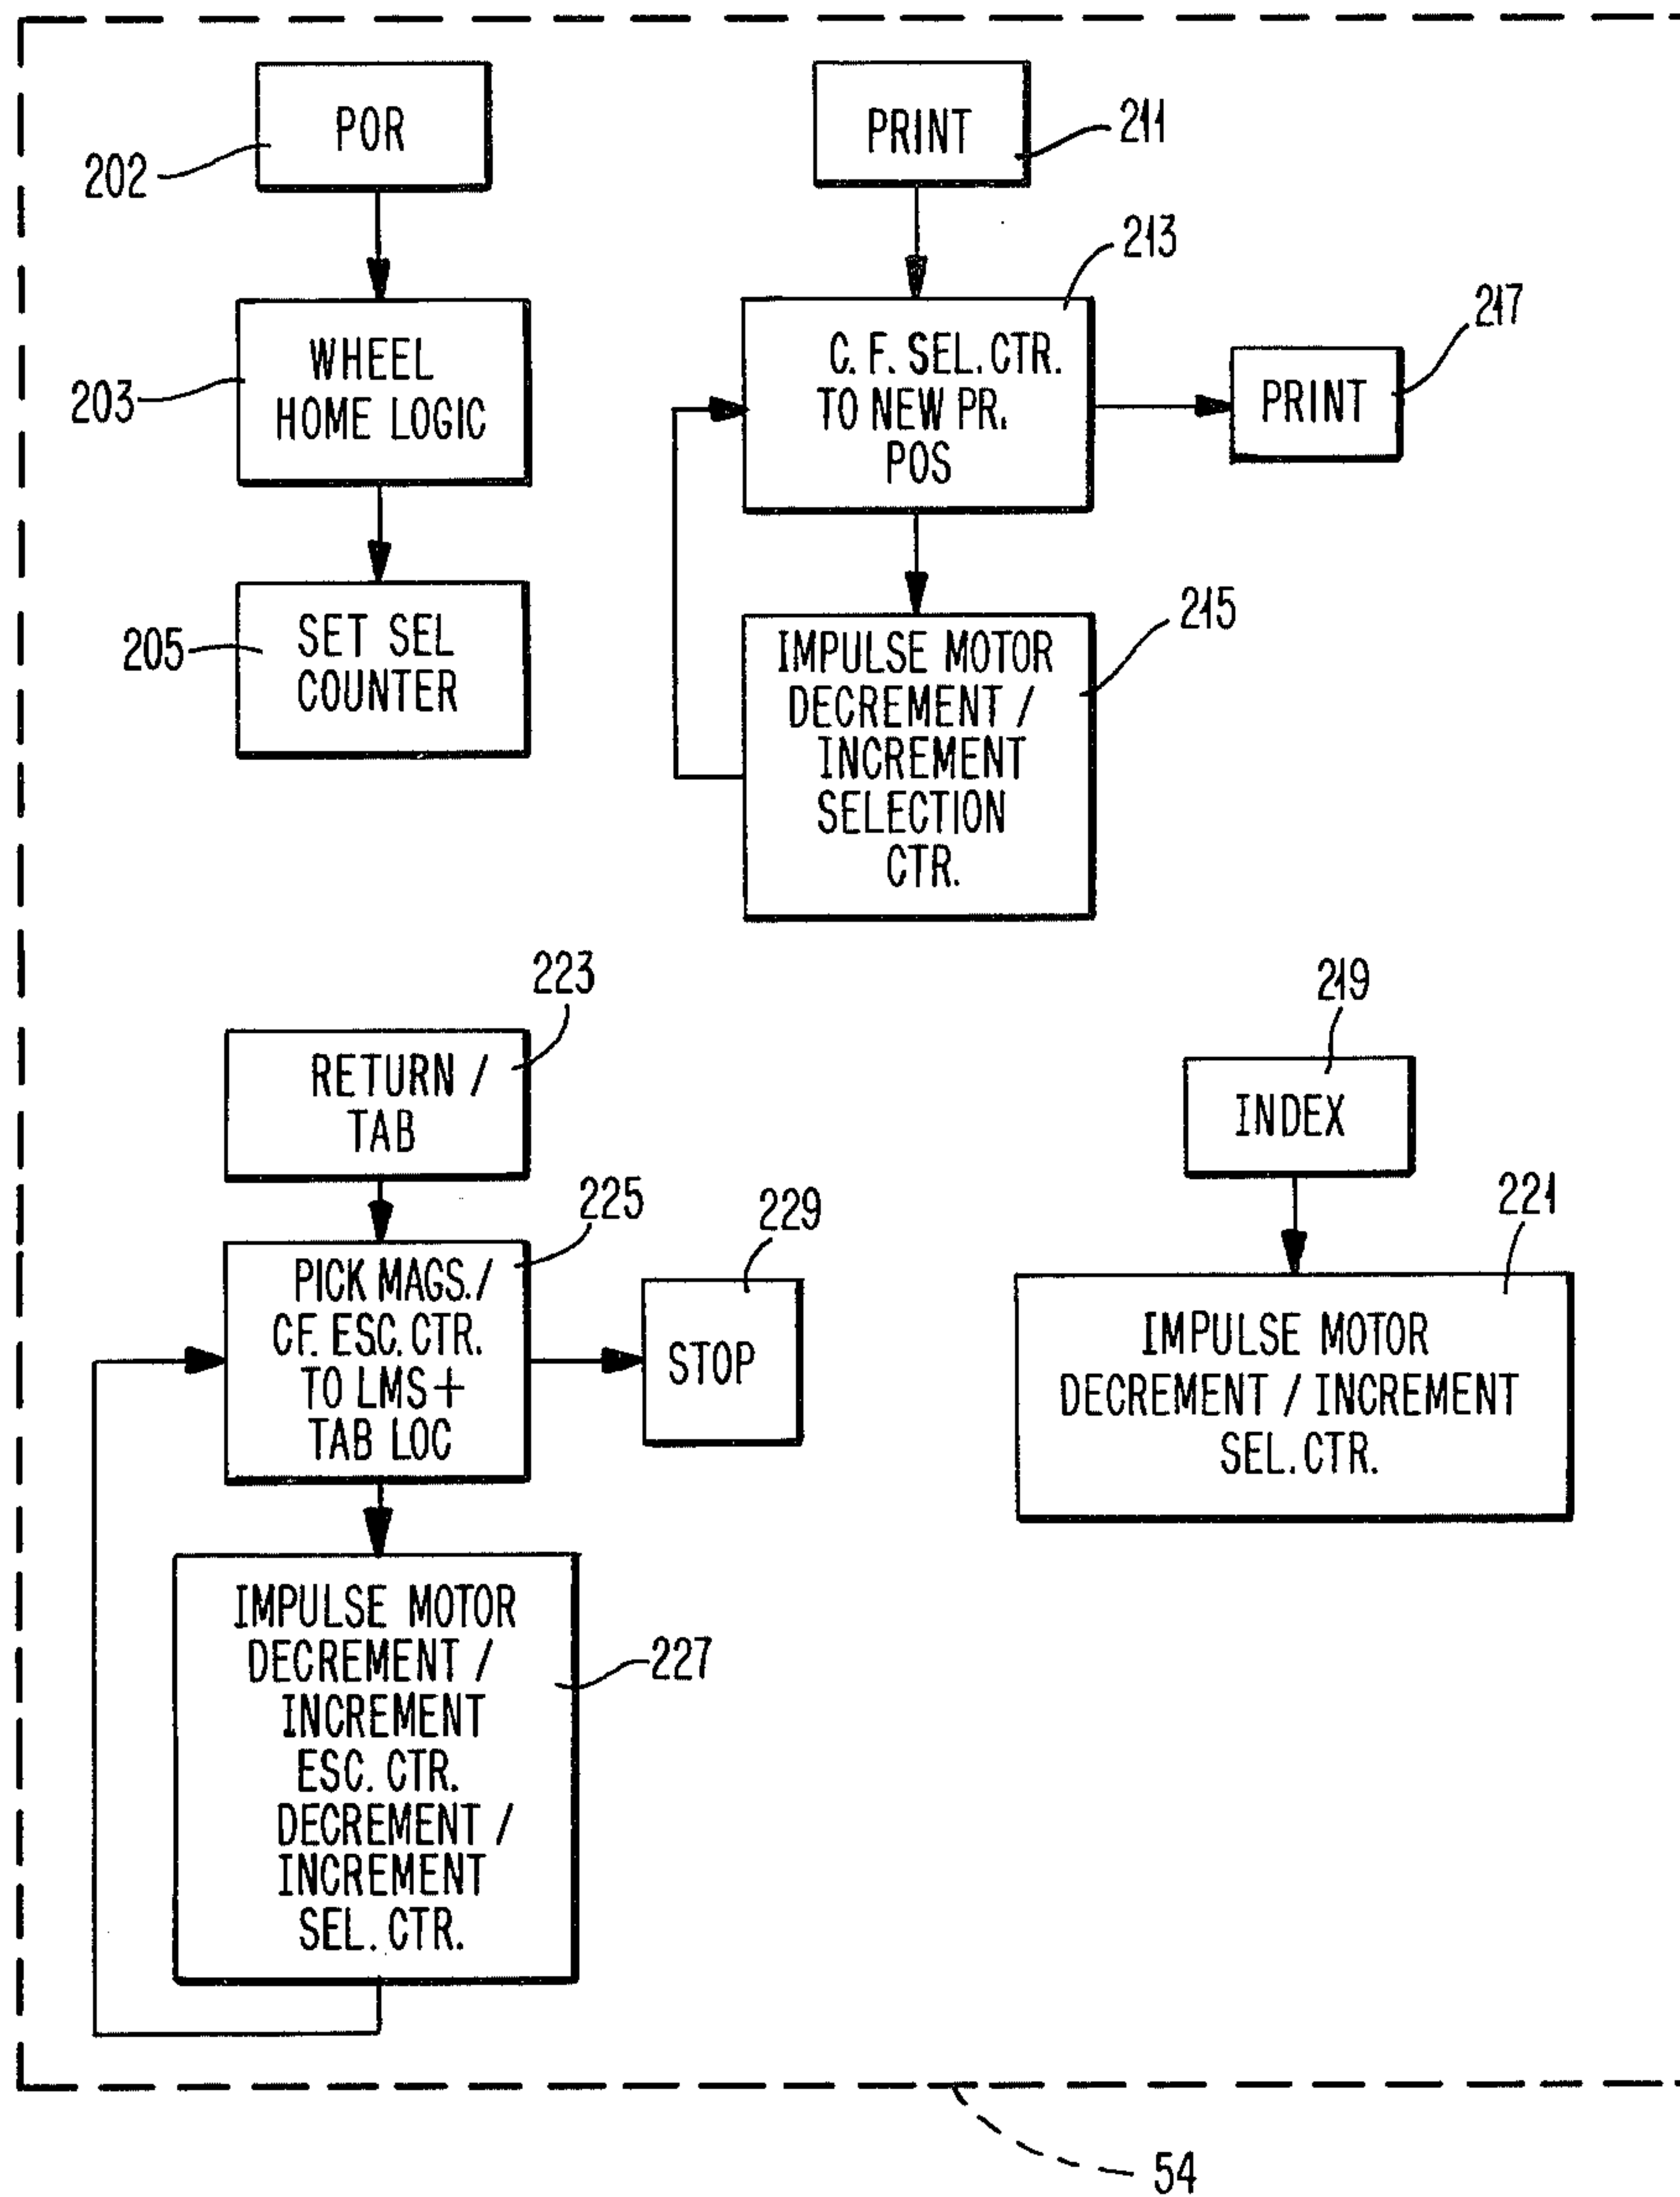 POR
202
WHEEL
HOME LOGIC
203
SET SEL
COUNTER
205
PRINT
211
C. F. SEL. CTR.
TO NEW PR.
POS
213
PRINT
217
IMPULSE MOTOR
DECREMENT /
INCREMENT
SELECTION
CTR.
215
RETURN /
TAB
223
PICK MAGS. /
CF. ESC. CTR.
TO LMS +
TAB LOC
225
STOP
229
IMPULSE MOTOR
DECREMENT /
INCREMENT
ESC. CTR.
DECREMENT /
INCREMENT
SEL. CTR.
227
INDEX
219
IMPULSE MOTOR
DECREMENT / INCREMENT
SEL. CTR.
221
54